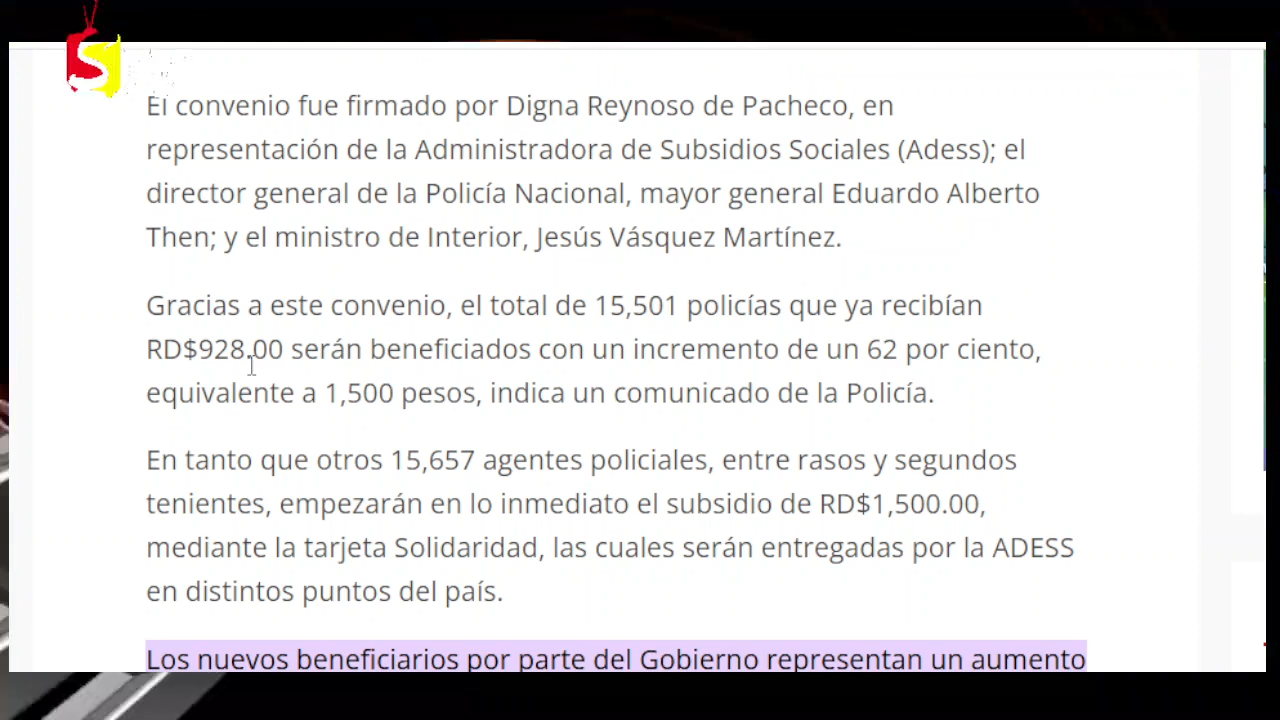 S
El convenio fue firmado por Digna Reynoso de Pacheco, en
representación de la Administradora de Subsidios Sociales (Adess); el
director general de la Policía Nacional, mayor general Eduardo Alberto
Then; y el ministro de Interior, Jesús Vásquez Martínez.
Gracias a este convenio, el total de 15,501 policías que ya recibían
RD$928.00 serán beneficiados con un incremento de un 62 por ciento,
equivalente a 1,500 pesos, indica un comunicado de la Policía.
En tanto que otros 15,657 agentes policiales, entre rasos y segundos
tenientes, empezarán en lo inmediato el subsidio de RD$1,500.00,
mediante la tarjeta Solidaridad, las cuales serán entregadas por la ADESS
en distintos puntos del país.
Los nuevos beneficiarios por parte del Gobierno representan un aumento